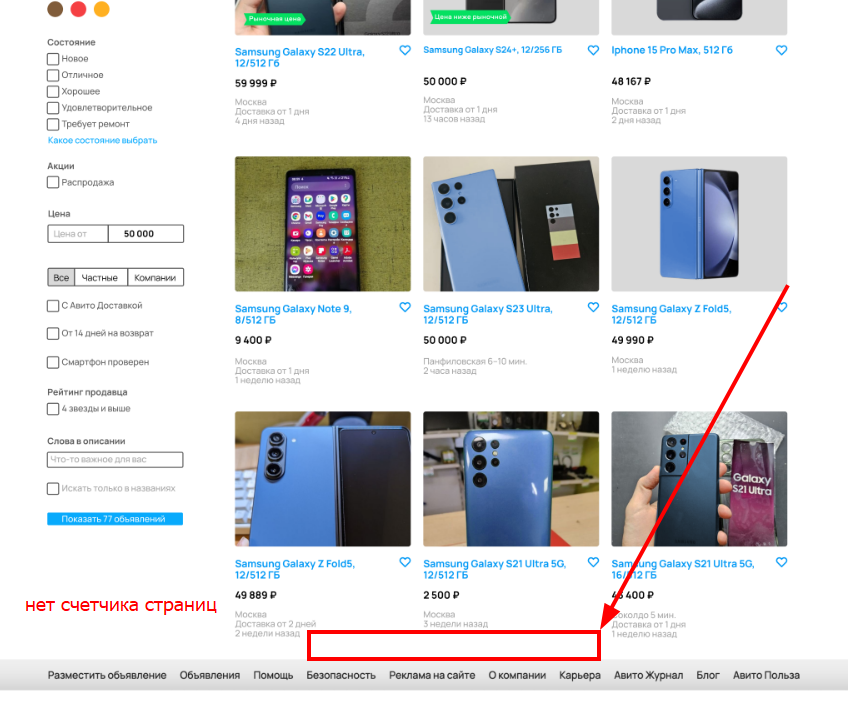 Состояние
Новое
Отличное
Хорошее
Удовлетворительное
Требует ремонт
Какое состояние выбрать
Акции
Распродажа
Цена
Цена от 50 000
Все Частные Компании
С Авито Доставкой
От 14 дней на возврат
Смартфон проверен
Рейтинг продавца
4 звезды и выше
Слова в описании
Что-то важное для вас
Искать только в названиях
Показать 77 объявлений
нет счетчика страниц
Рыночная цена
Samsung Galaxy S22 Ultra,
12/512 Гб
59 999 ₽
Москва
Доставка от 1 дня
4 дня назад
Цена ниже рыночной
Samsung Galaxy S24+, 12/256 ГБ
50 000 ₽
Москва
Доставка от 1 дня
13 часов назад
Iphone 15 Pro Max, 512 Гб
48 167 ₽
Москва
Доставка от 1 дня
2 дня назад
Samsung Galaxy Note 9,
8/512 ГБ
9 400 ₽
Москва
Доставка от 1 дня
1 неделю назад
Samsung Galaxy S23 Ultra,
12/512 ГБ
50 000 ₽
Панфиловская 6–10 мин.
2 часа назад
Samsung Galaxy Z Fold5,
12/512 ГБ
49 990 ₽
Москва
1 неделю назад
Samsung Galaxy Z Fold5,
12/512 ГБ
49 889 ₽
Москва
Доставка от 2 дней
2 недели назад
Samsung Galaxy S21 Ultra 5G,
12/512 ГБ
2 500 ₽
Москва
3 недели назад
Galaxy
S21 Ultra
Samsung Galaxy S21 Ultra 5G,
16/512 ГБ
400 ₽
5 мин.
Доставка от 1 дня
1 неделю назад
Разместить объявление Объявления Помощь Безопасность Реклама на сайте О компании Карьера Авито Журнал Блог Авито Польза